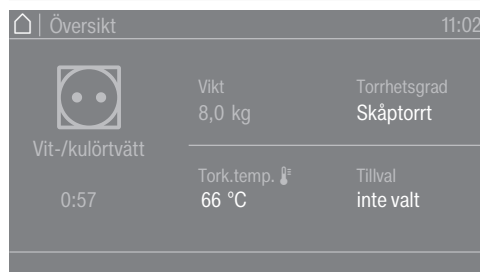 Översikt 11:02
Vikt Torrhetsgrad
8,0 kg Skåptorrt
Vit-/kulörtvätt
Tork.temp. Tillval
0:57 66 °C inte valt